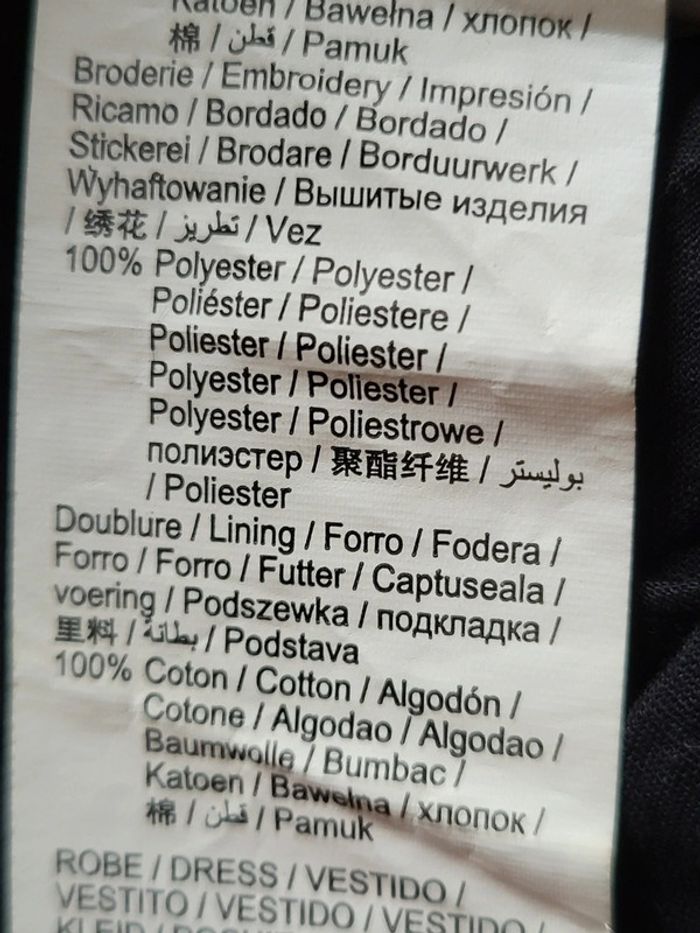 Katoen / Bawełna / хлопок /
棉 / قطن / Pamuk
Broderie / Embroidery / Impresión /
Ricamo / Bordado / Bordado /
Stickerei / Brodare / Borduurwerk /
Wyhaftowanie / Вышитые изделия
/ 绣花 / تطريز / Vez
100% Polyester / Polyester /
Poliéster / Poliestere /
Poliester / Poliester /
Polyester / Poliester /
Polyester / Poliestrowe /
полиэстер / 聚酯纤维 / بوليستر
/ Poliester
Doublure / Lining / Forro / Fodera /
Forro / Forro / Futter / Captuseala /
voering / Podszewka / подкладка /
里料 / بطانة / Podstava
100% Coton / Cotton / Algodón /
Cotone / Algodao / Algodao /
Baumwolle / Bumbac /
Katoen / Bawełna / хлопок /
棉 / قطن / Pamuk
ROBE / DRESS / VESTIDO /
VESTITO / VESTIDO / VESTIDO /
KLEID /